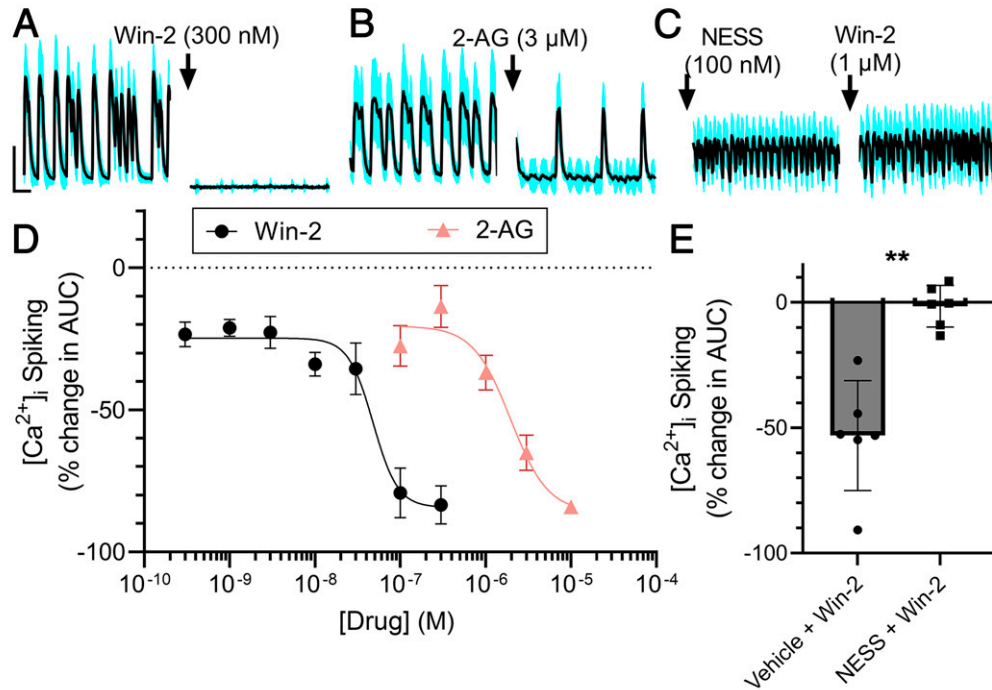 A
Win-2 (300 nM)
B
2-AG (3 µM)
C
NESS
(100 nM)
Win-2
(1 µM)
D
Win-2
2-AG
[Ca²⁺]ᵢ Spiking
(% change in AUC)
0
-50
-100
10⁻¹⁰
10⁻⁹
10⁻⁸
10⁻⁷
10⁻⁶
10⁻⁵
10⁻⁴
[Drug] (M)
E
**
[Ca²⁺]ᵢ Spiking
(% change in AUC)
0
-50
-100
Vehicle + Win-2
NESS + Win-2